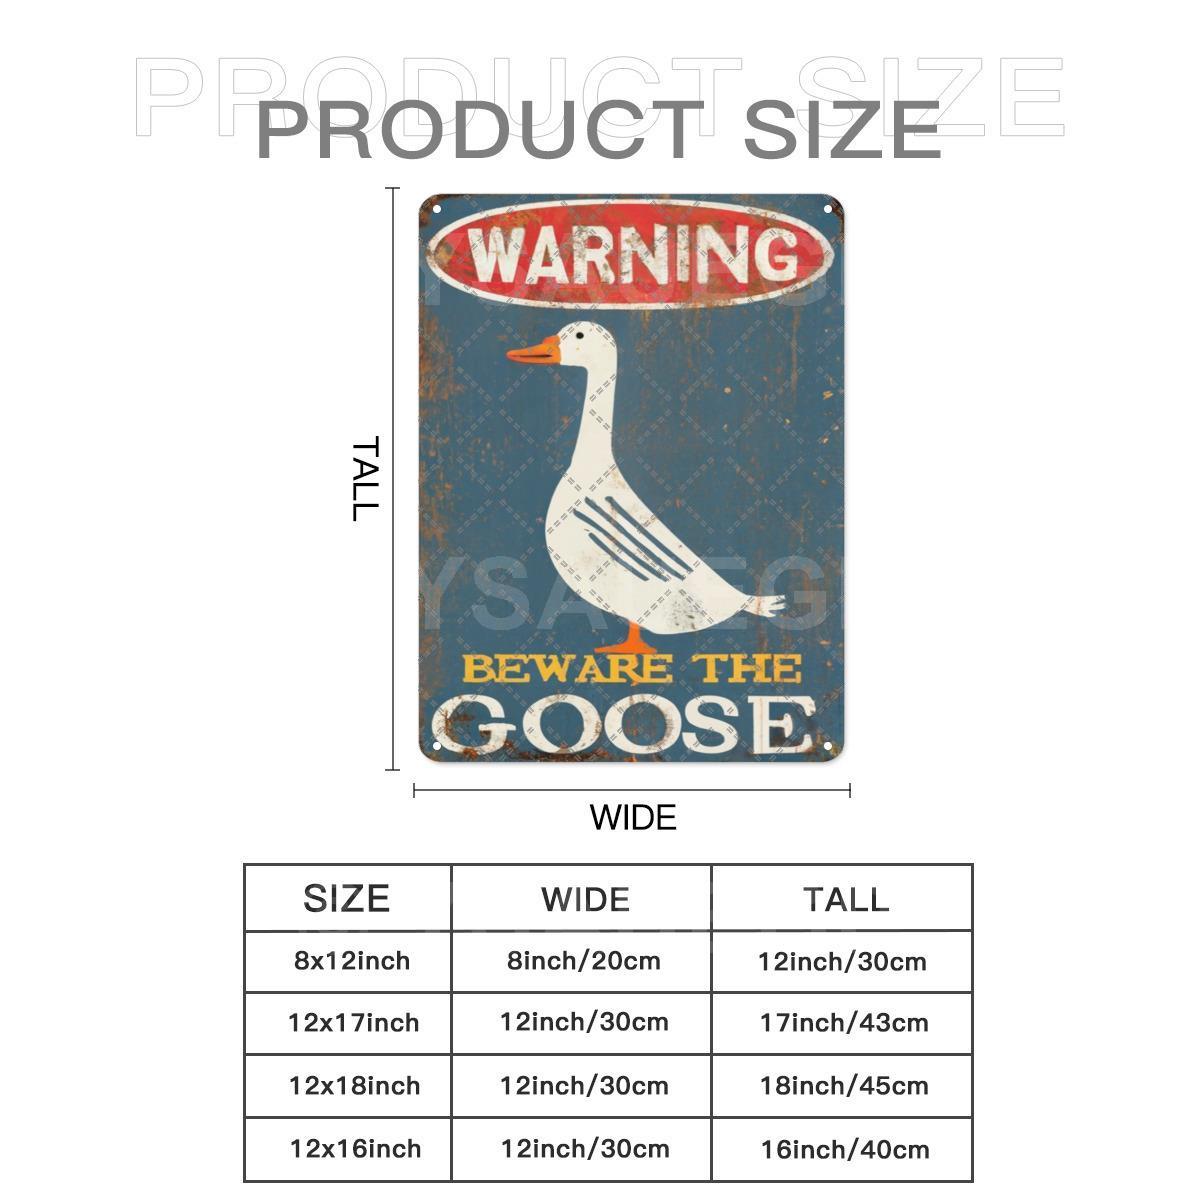 PRODUCT SIZE
PRODUCT SIZE
WARNING
BEWARE THE
GOOSE
TALL
WIDE
SIZE WIDE TALL
8x12inch 8inch/20cm 12inch/30cm
12x17inch 12inch/30cm 17inch/43cm
12x18inch 12inch/30cm 18inch/45cm
12x16inch 12inch/30cm 16inch/40cm